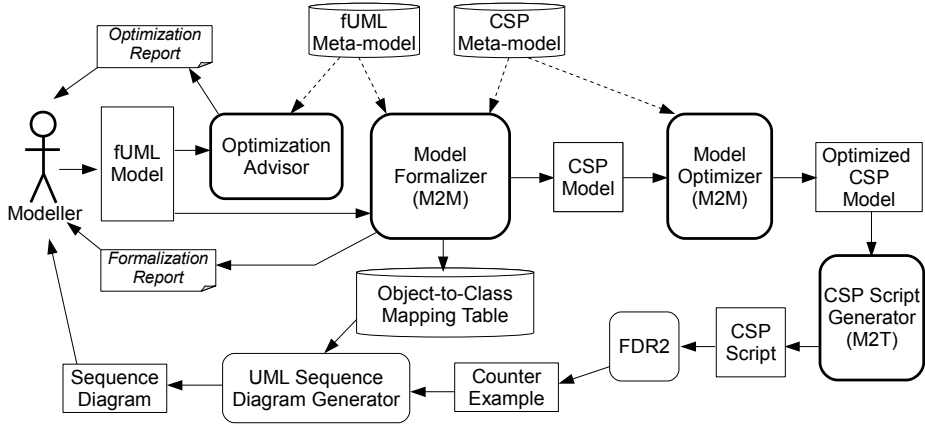 Optimization
Report
fUML
Meta-model
CSP
Meta-model
Modeller
fUML
Model
Optimization
Advisor
Model
Formalizer
(M2M)
CSP
Model
Model
Optimizer
(M2M)
Optimized
CSP
Model
Formalization
Report
Object-to-Class
Mapping Table
CSP Script
Generator
(M2T)
CSP
Script
FDR2
Counter
Example
UML Sequence
Diagram Generator
Sequence
Diagram